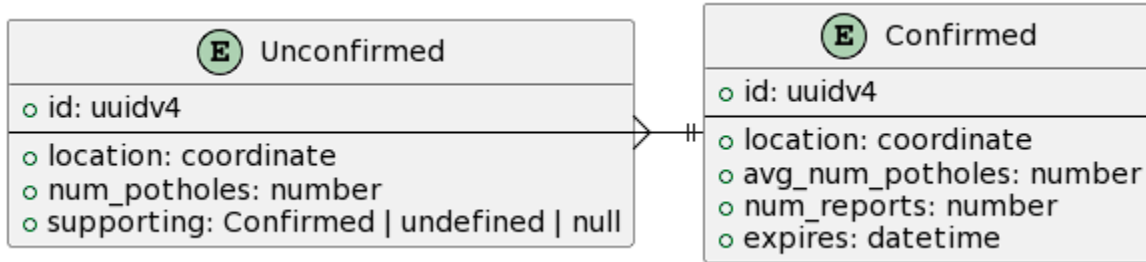 E Unconfirmed
id: uuidv4
location: coordinate
num_potholes: number
supporting: Confirmed | undefined | null
E Confirmed
id: uuidv4
location: coordinate
avg_num_potholes: number
num_reports: number
expires: datetime